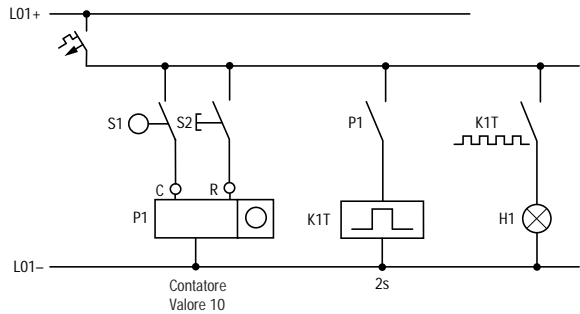 L01+
S1
S2
P1
K1T
C
R
P1
K1T
H1
L01–
Contatore
Valore 10
2s